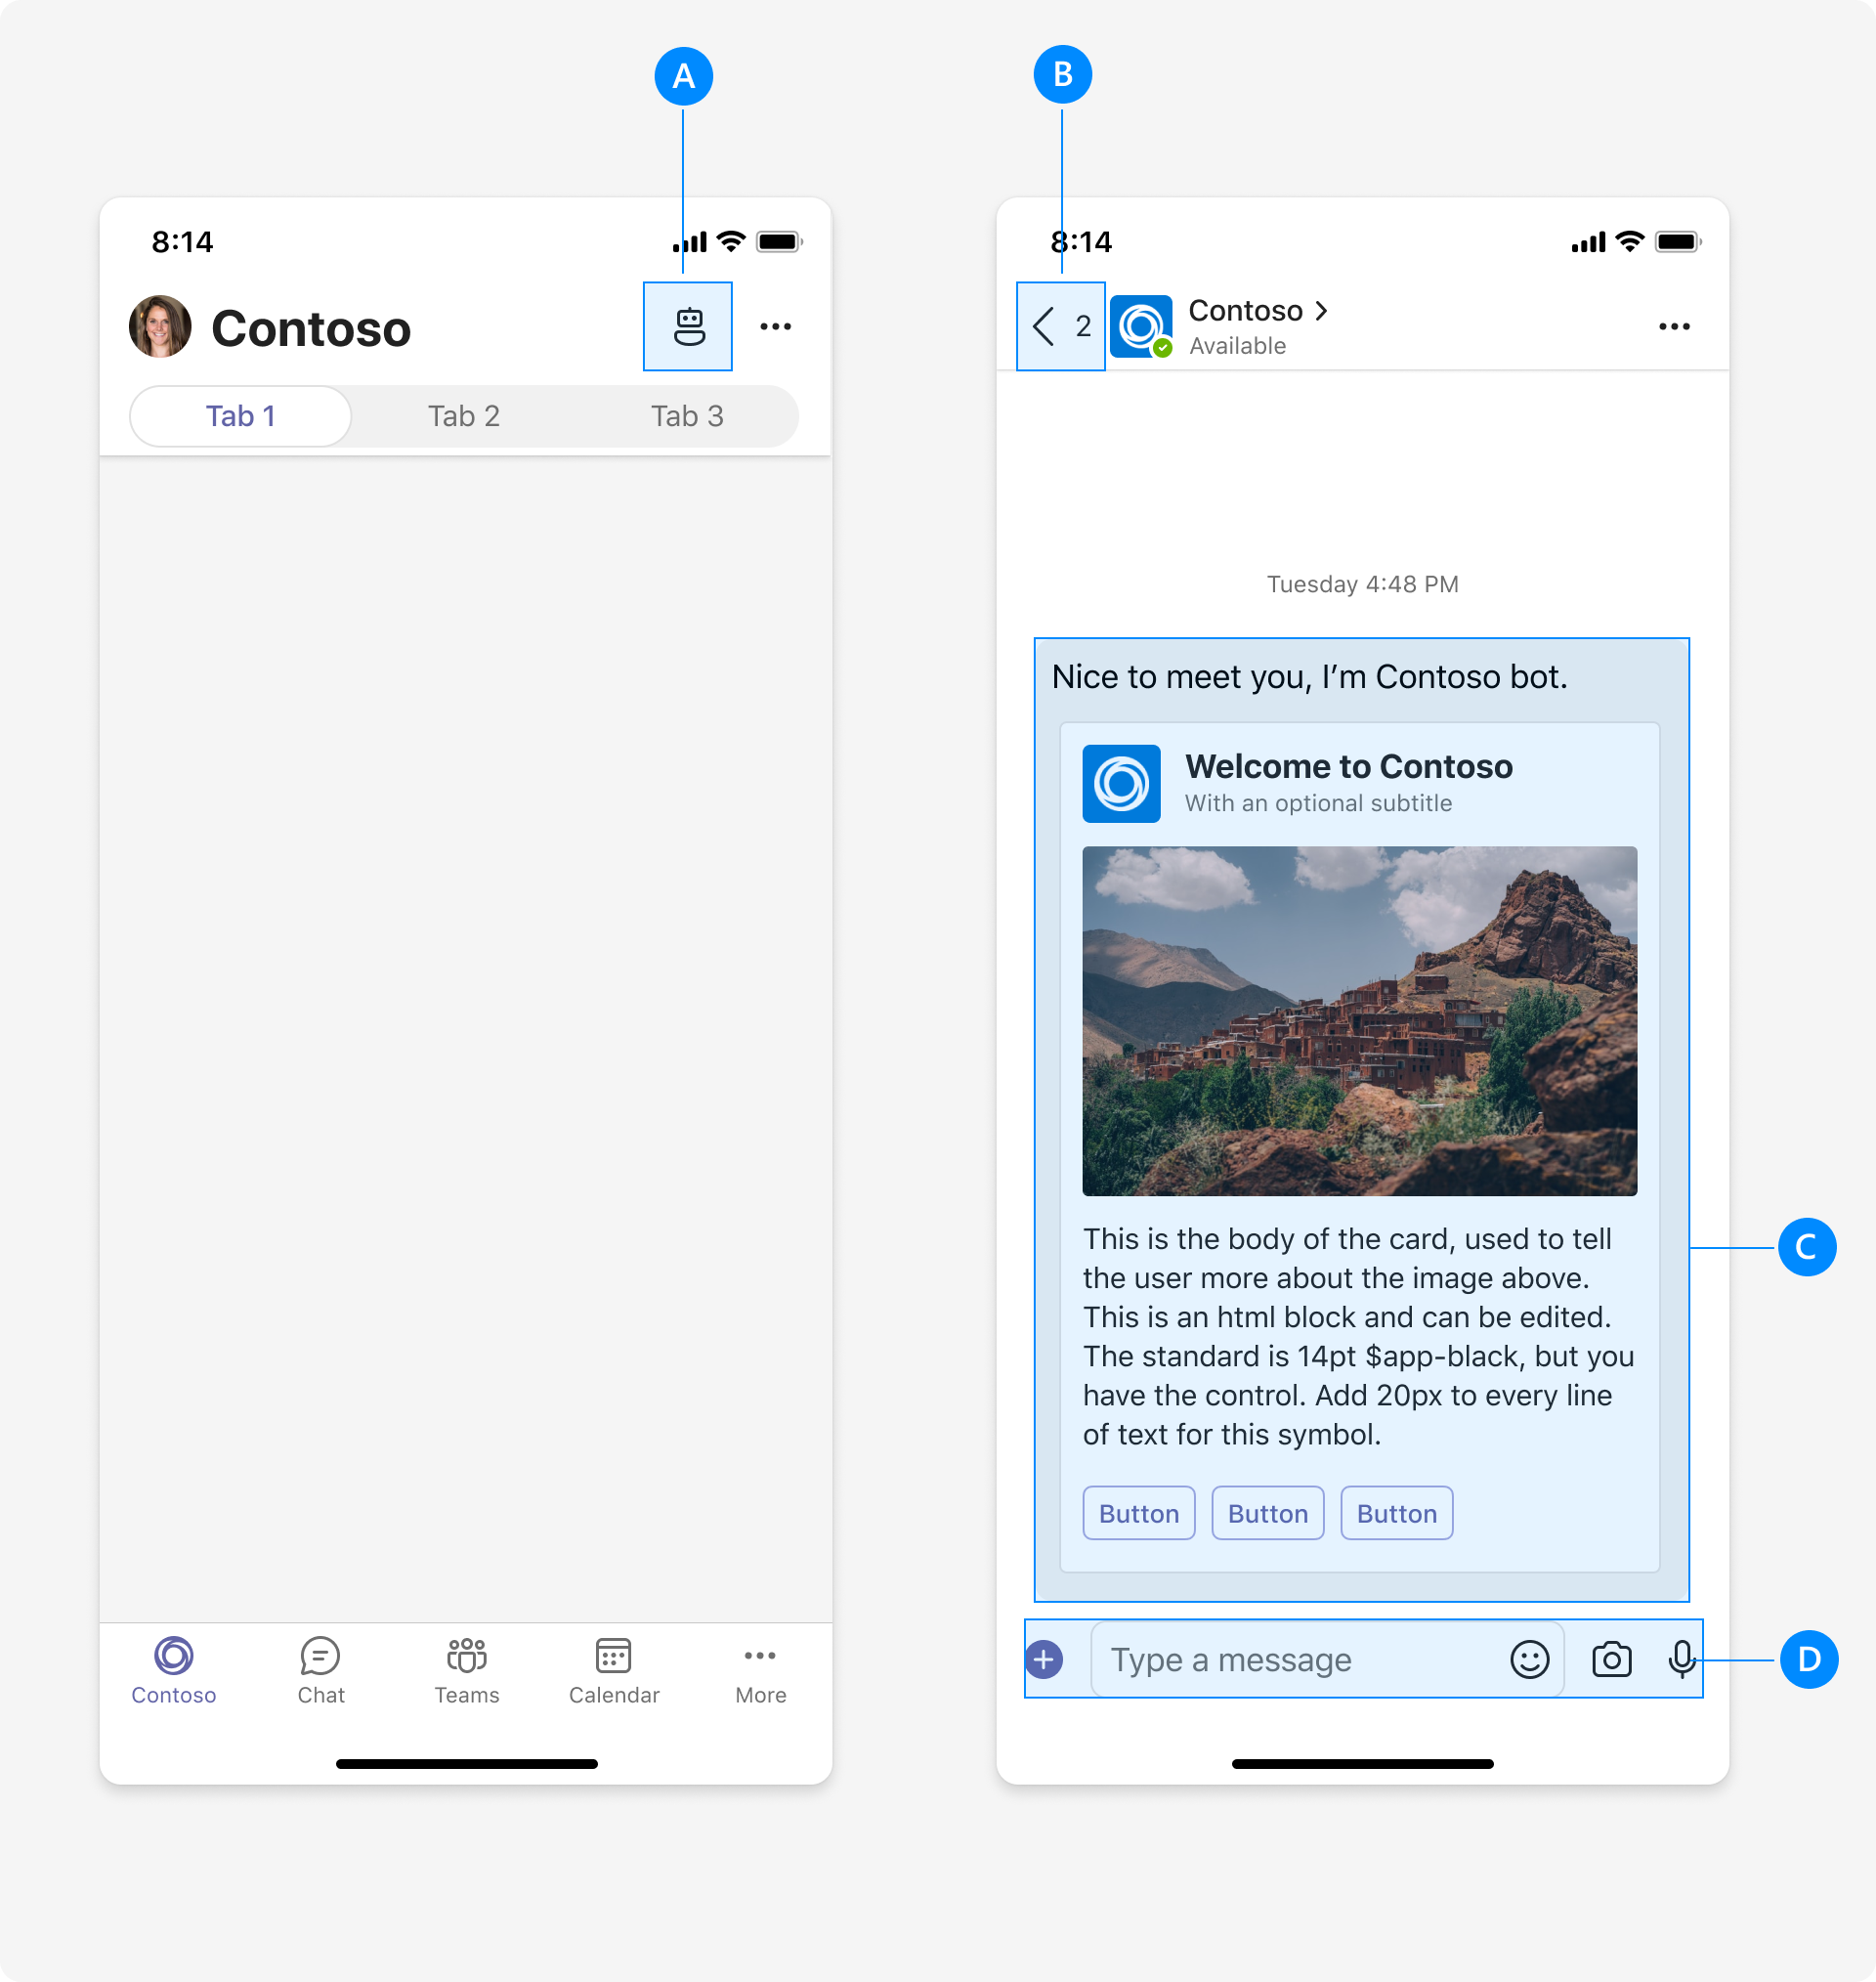 A
B
8:14
Contoso
Tab 1
Tab 2
Tab 3
Contoso
Chat
Teams
Calendar
More
8:14
2
Contoso
Available
Tuesday 4:48 PM
Nice to meet you, I’m Contoso bot.
Welcome to Contoso
With an optional subtitle
This is the body of the card, used to tell
the user more about the image above.
This is an html block and can be edited.
The standard is 14pt $app-black, but you
have the control. Add 20px to every line
of text for this symbol.
Button
Button
Button
C
Type a message
D